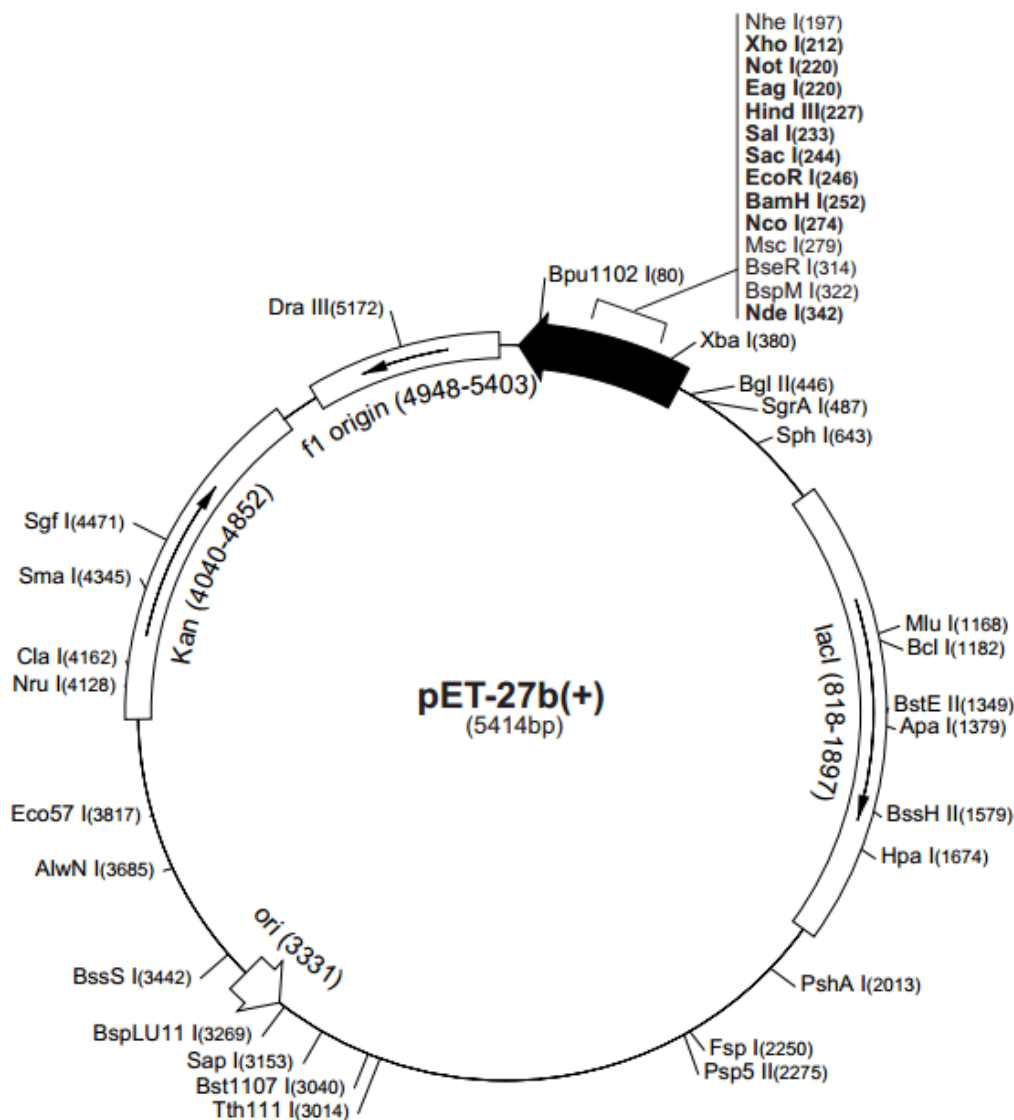 Nhe I(197)
Xho I(212)
Not I(220)
Eag I(220)
Hind III(227)
Sal I(233)
Sac I(244)
EcoR I(246)
BamH I(252)
Nco I(274)
Msc I(279)
BseR I(314)
BspM I(322)
Nde I(342)
Bpu1102 I(80)
Dra III(5172)
Xba I(380)
Bgl II(446)
SgrA I(487)
Sph I(643)
f1 origin (4948-5403)
Sgf I(4471)
Sma I(4345)
Kan (4040-4852)
Cla I(4162)
Nru I(4128)
lacI (818-1897)
Mlu I(1168)
Bcl I(1182)
BstE II(1349)
Apa I(1379)
pET-27b(+)
(5414bp)
BssH II(1579)
Hpa I(1674)
Eco57 I(3817)
AlwN I(3685)
ori (3331)
BssS I(3442)
PshA I(2013)
BspLU11 I(3269)
Sap I(3153)
Bst1107 I(3040)
Tth111 I(3014)
Fsp I(2250)
Psp5 II(2275)